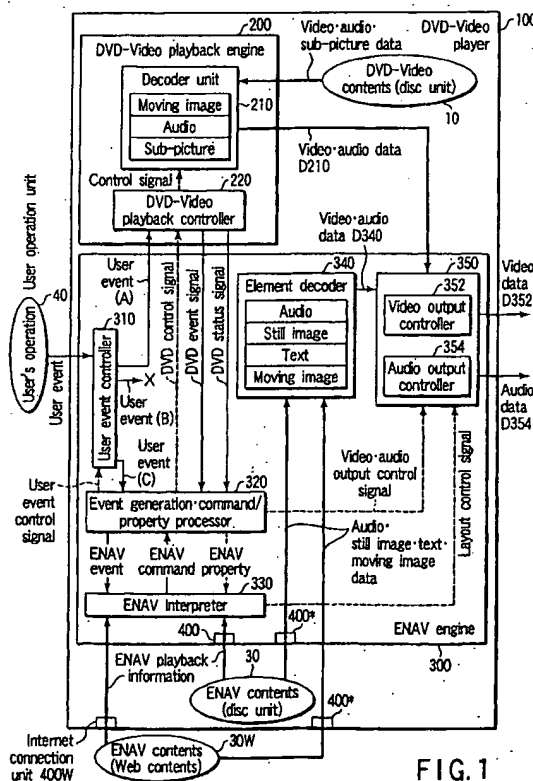 200
DVD-Video player
100
DVD-Video playback engine
Video·audio·
sub-picture data
Decoder unit
210
Moving image
Audio
Sub-picture
DVD-Video
contents (disc unit)
10
Video·audio data
D210
Control signal
220
DVD-Video
playback controller
User operation unit
40
User's operation
User event
User
event (A)
310
User event controller
DVD control signal
DVD event signal
DVD status signal
X
User
event (B)
User
event
(C)
User
event
control
signal
Video·audio
data D340
340
Element decoder
Audio
Still image
Text
Moving image
350
352
Video output
controller
354
Audio output
controller
Video
data D352
Audio
data D354
320
Event generation·command/
property processor
Video·audio
output control
signal
Layout control signal
ENAV
event
ENAV
command
ENAV
property
330
ENAV Interpreter
Audio·
still image·text·
moving image
data
400
400*
ENAV engine
300
ENAV playback
information
30
ENAV contents
(disc unit)
400*
Internet
connection
unit 400W
ENAV contents
(Web contents)
30W
FIG. 1